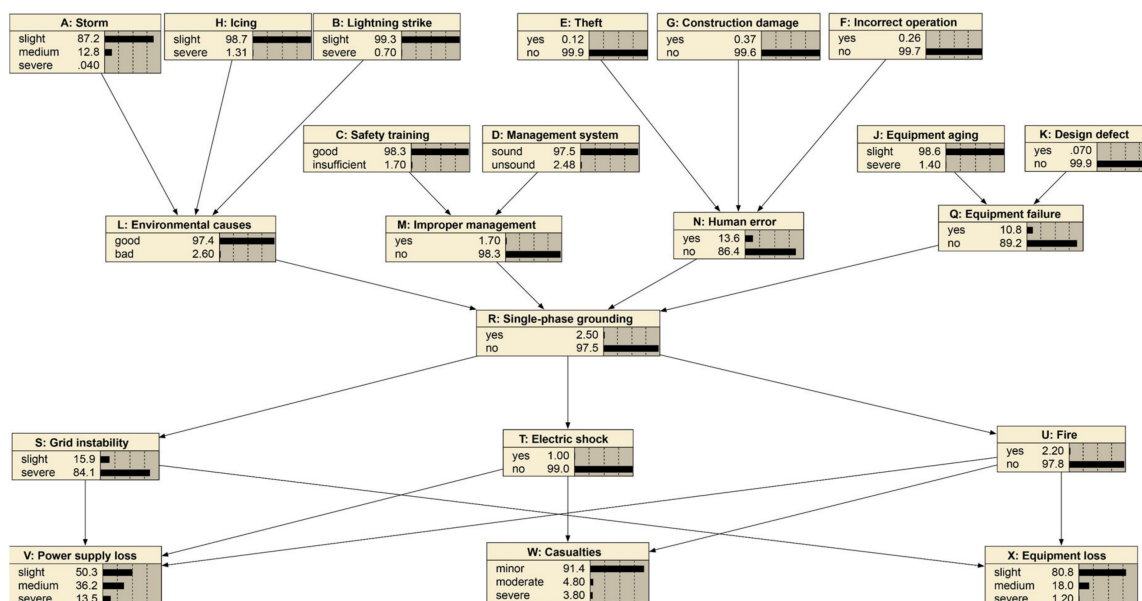 A: Storm
slight 87.2
medium 12.8
severe .040
H: Icing
slight 98.7
severe 1.31
B: Lightning strike
slight 99.3
severe 0.70
E: Theft
yes 0.12
no 99.9
G: Construction damage
yes 0.37
no 99.6
F: Incorrect operation
yes 0.26
no 99.7
C: Safety training
good 98.3
insufficient 1.70
D: Management system
sound 97.5
unsound 2.48
J: Equipment aging
slight 98.6
severe 1.40
K: Design defect
yes .070
no 99.9
L: Environmental causes
good 97.4
bad 2.60
M: Improper management
yes 1.70
no 98.3
N: Human error
yes 13.6
no 86.4
Q: Equipment failure
yes 10.8
no 89.2
R: Single-phase grounding
yes 2.50
no 97.5
S: Grid instability
slight 15.9
severe 84.1
T: Electric shock
yes 1.00
no 99.0
U: Fire
yes 2.20
no 97.8
V: Power supply loss
slight 50.3
medium 36.2
severe 13.5
W: Casualties
minor 91.4
moderate 4.80
severe 3.80
X: Equipment loss
slight 80.8
medium 18.0
severe 1.20